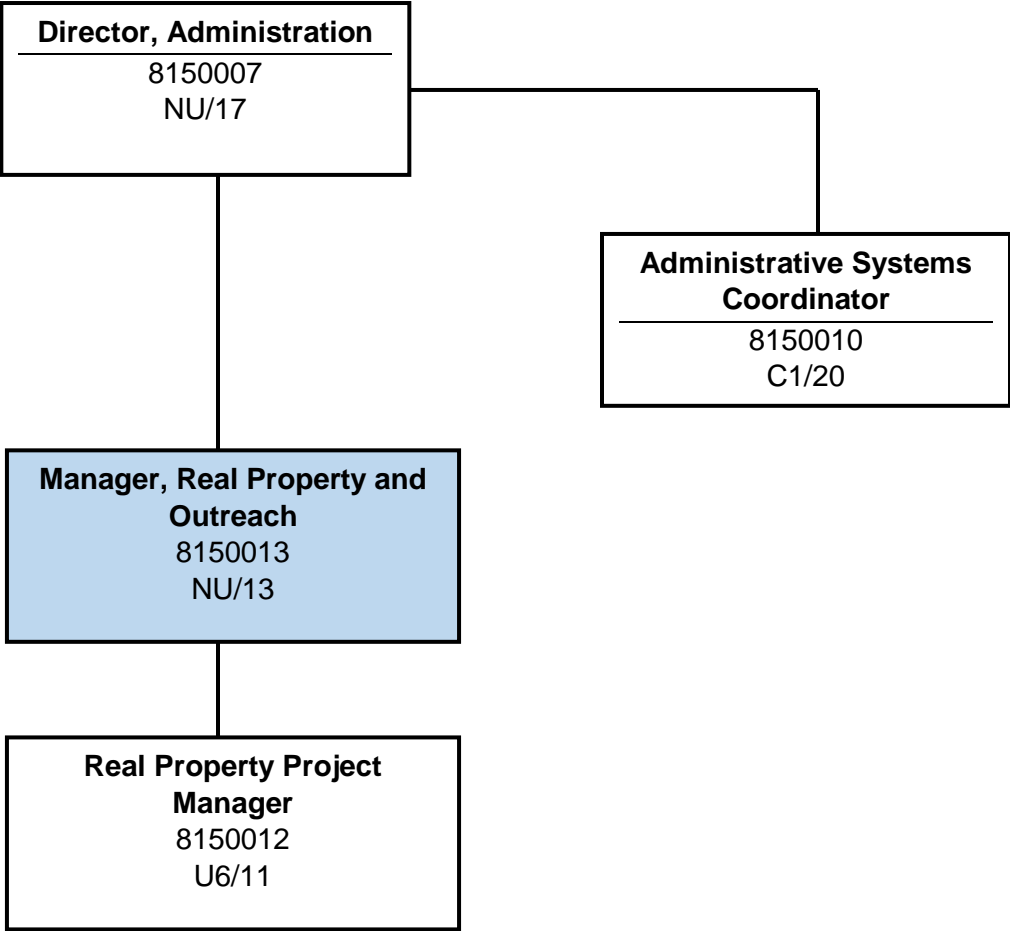 Director, Administration
8150007
NU/17
Administrative Systems
Coordinator
8150010
C1/20
Manager, Real Property and
Outreach
8150013
NU/13
Real Property Project
Manager
8150012
U6/11